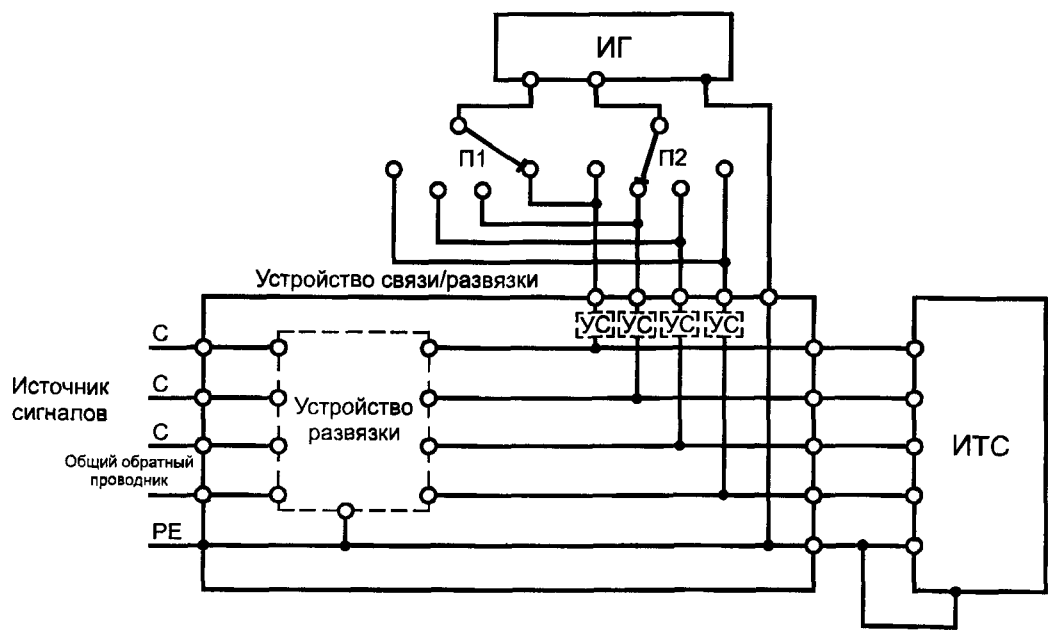 ИГ
П1
П2
Устройство связи/развязки
УС УС УС УС
С
С
С
Источник
сигналов
Общий обратный
проводник
PE
Устройство
развязки
ИТС